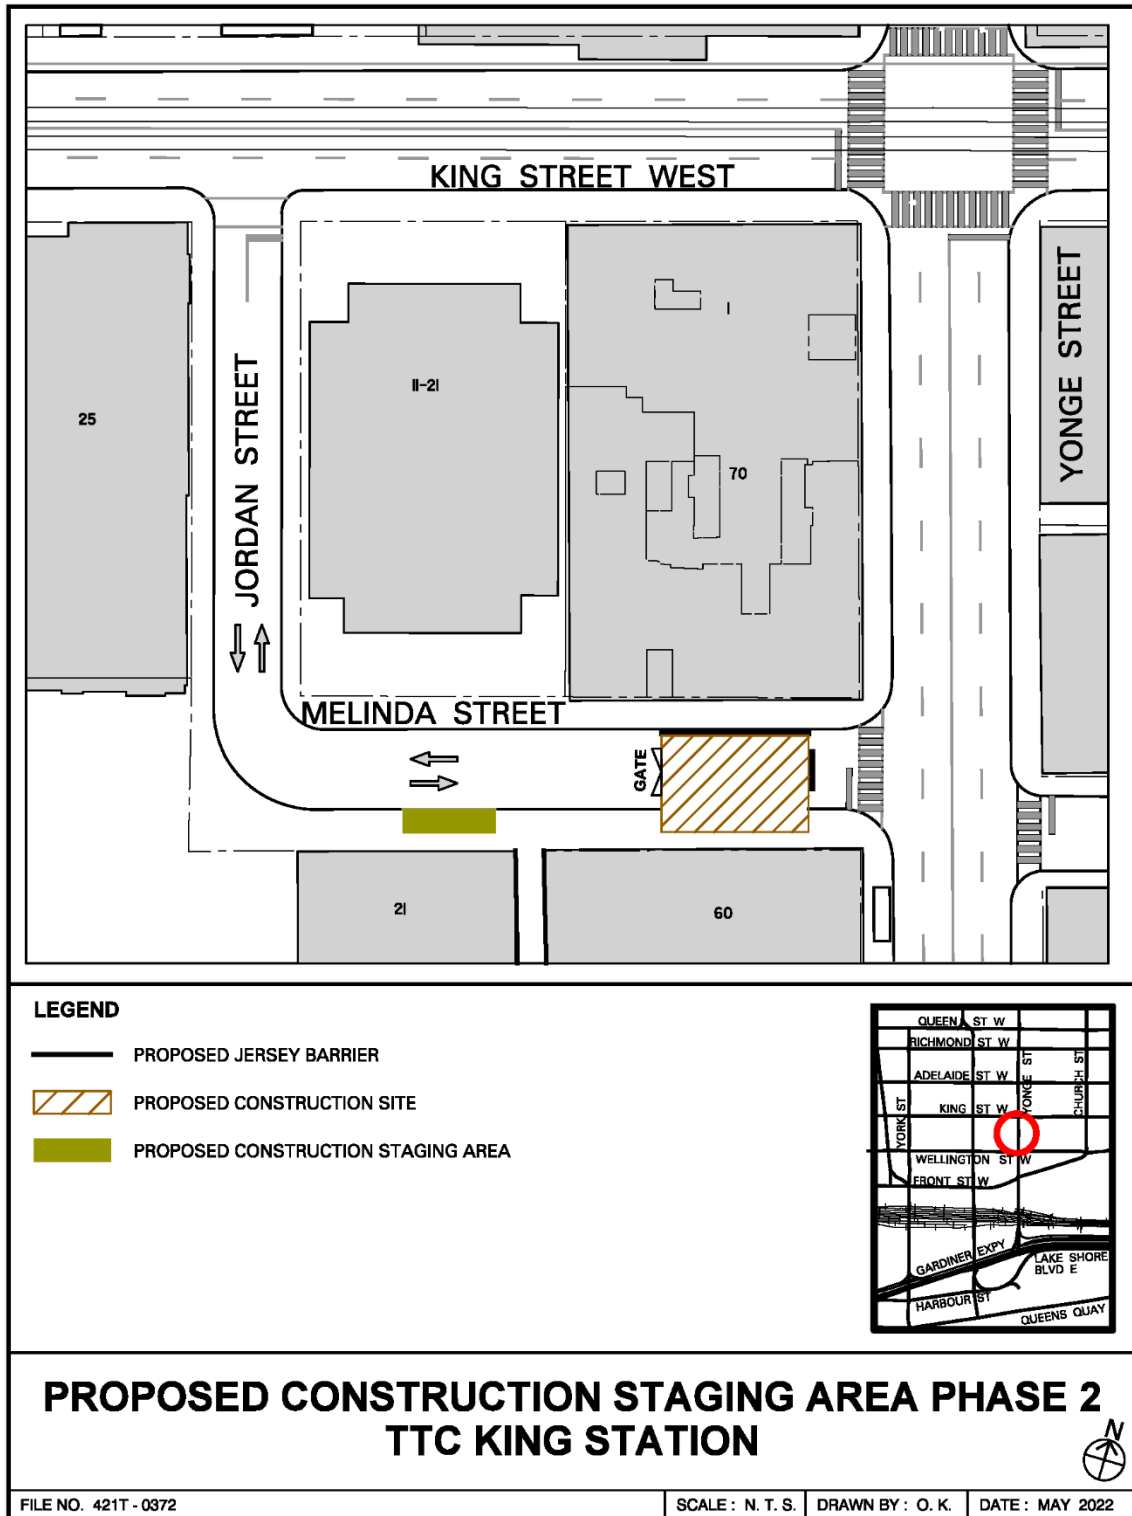 KING STREET WEST
YONGE STREET
JORDAN STREET
25
11-21
1
70
MELINDA STREET
GATE
21
60
LEGEND
PROPOSED JERSEY BARRIER
PROPOSED CONSTRUCTION SITE
PROPOSED CONSTRUCTION STAGING AREA
QUEEN ST W
RICHMOND ST W
ADELAIDE ST W
KING ST W
YORK ST
YONGE ST
CHURCH ST
WELLINGTON ST W
FRONT ST W
GARDINER EXPY
LAKE SHORE
BLVD E
HARBOUR ST
QUEENS QUAY
PROPOSED CONSTRUCTION STAGING AREA PHASE 2
TTC KING STATION
N
FILE NO. 421T - 0372
SCALE : N. T. S.
DRAWN BY : O. K.
DATE : MAY 2022